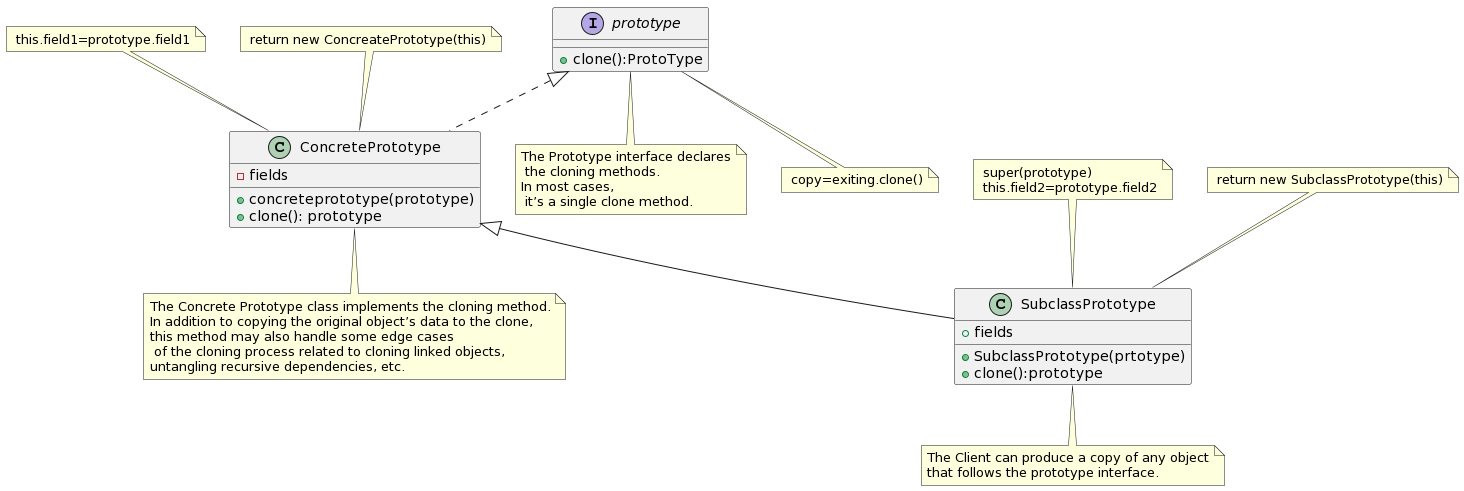 this.field1=prototype.field1
return new ConcreatePrototype(this)
I prototype
clone():ProtoType
C ConcretePrototype
fields
concreteprototype(prototype)
clone(): prototype
The Prototype interface declares
the cloning methods.
In most cases,
it’s a single clone method.
copy=exiting.clone()
super(prototype)
this.field2=prototype.field2
return new SubclassPrototype(this)
The Concrete Prototype class implements the cloning method.
In addition to copying the original object’s data to the clone,
this method may also handle some edge cases
of the cloning process related to cloning linked objects,
untangling recursive dependencies, etc.
C SubclassPrototype
fields
SubclassPrototype(prtotype)
clone():prototype
The Client can produce a copy of any object
that follows the prototype interface.